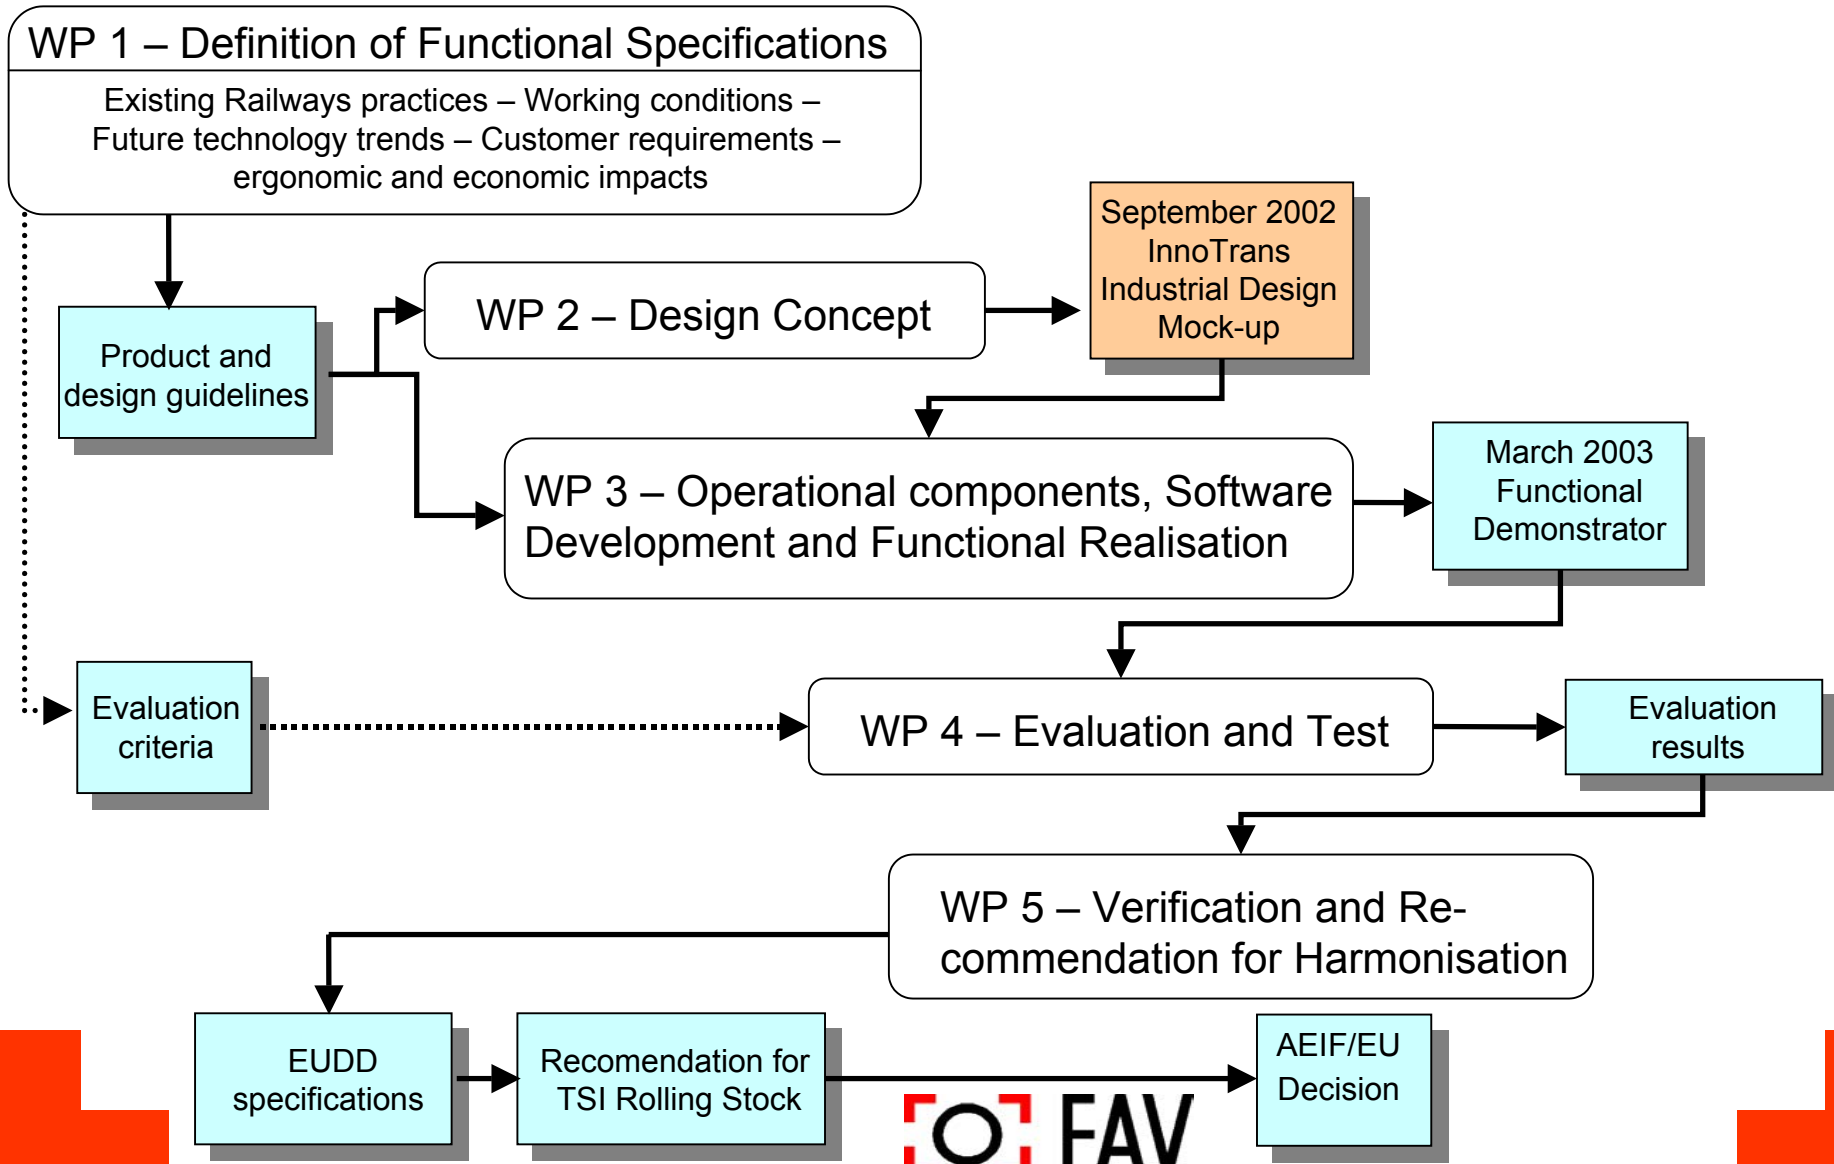 WP 1 – Definition of Functional Specifications
Existing Railways practices – Working conditions –
Future technology trends – Customer requirements –
ergonomic and economic impacts
September 2002
InnoTrans
Industrial Design
Mock-up
WP 2 – Design Concept
Product and
design guidelines
WP 3 – Operational components, Software
Development and Functional Realisation
March 2003
Functional
Demonstrator
Evaluation
criteria
WP 4 – Evaluation and Test
Evaluation
results
WP 5 – Verification and Re-
commendation for Harmonisation
EUDD
specifications
Recomendation for
TSI Rolling Stock
AEIF/EU
Decision
FAV